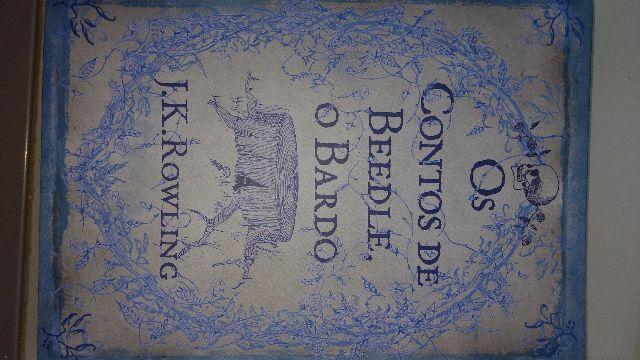 Os
Contos de
Beedle,
o Bardo
J.K. Rowling